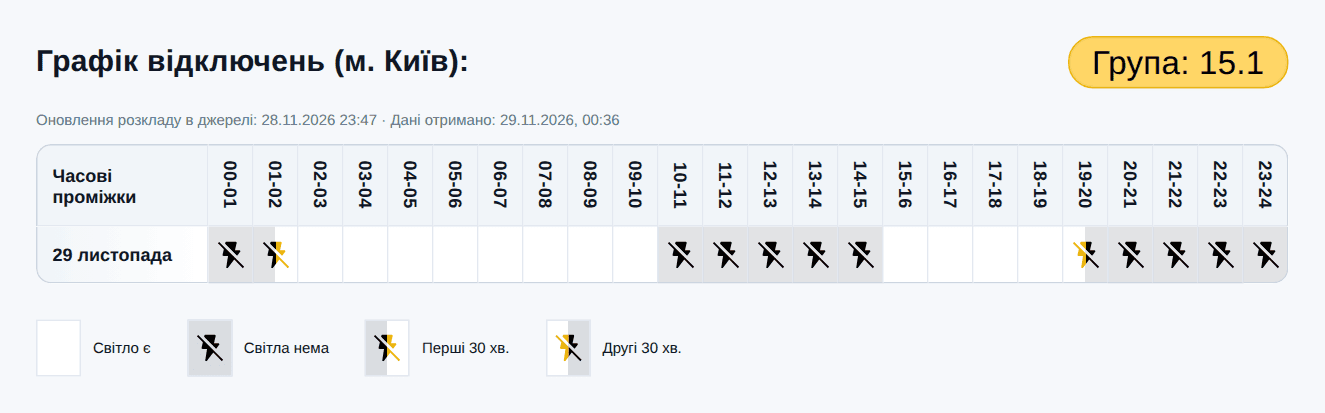 Графік відключень (м. Київ):
Група: 15.1
Оновлення розкладу в джерелі: 28.11.2026 23:47 · Дані отримано: 29.11.2026, 00:36
Часові
проміжки
00-01
01-02
02-03
03-04
04-05
05-06
06-07
07-08
08-09
09-10
10-11
11-12
12-13
13-14
14-15
15-16
16-17
17-18
18-19
19-20
20-21
21-22
22-23
23-24
29 листопада
Світло є
Світла нема
Перші 30 хв.
Другі 30 хв.